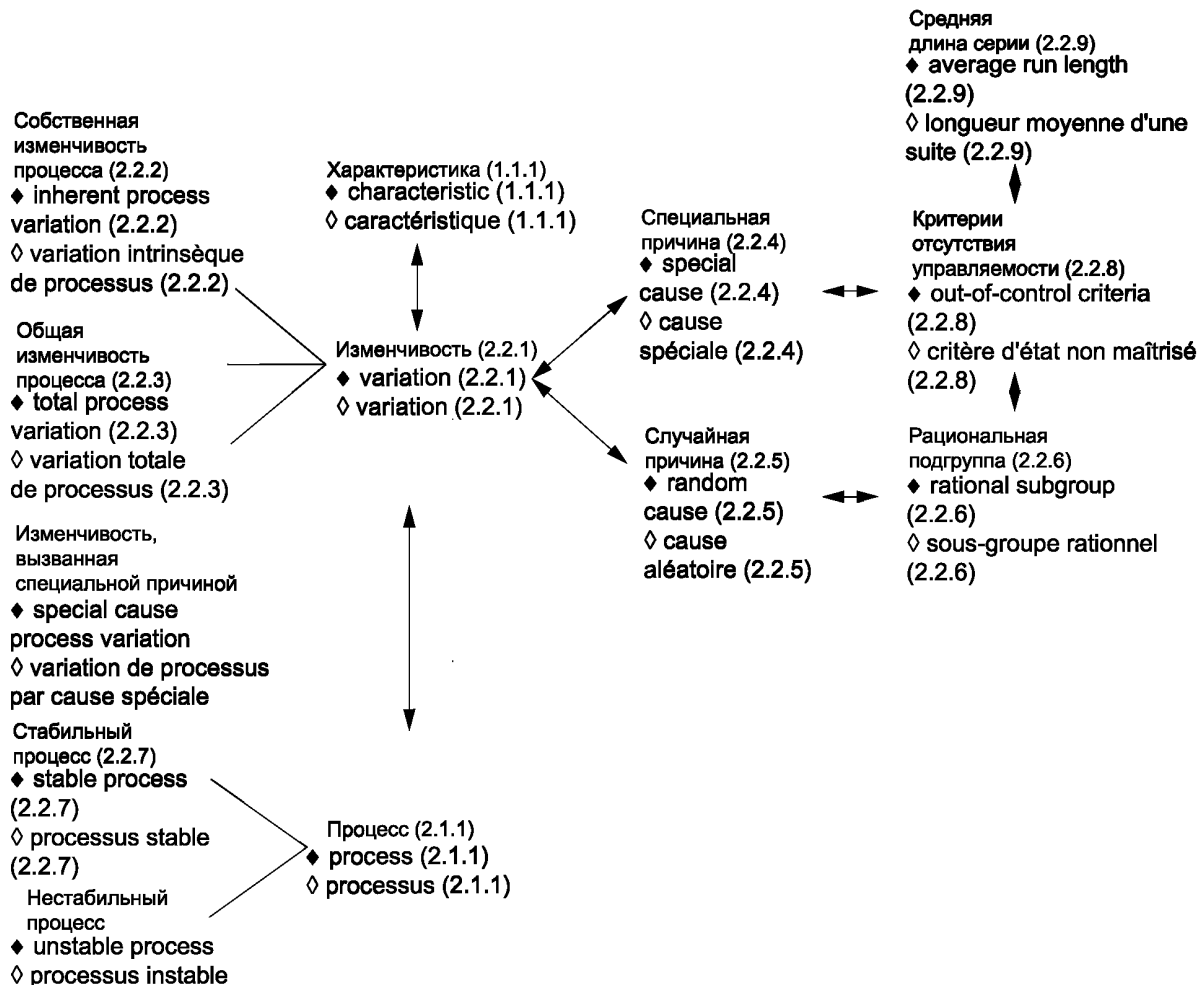 Собственная
изменчивость
процесса (2.2.2)
♦ inherent process
variation (2.2.2)
◊ variation intrinsèque
de processus (2.2.2)
Общая
изменчивость
процесса (2.2.3)
♦ total process
variation (2.2.3)
◊ variation totale
de processus (2.2.3)
Изменчивость,
вызванная
специальной причиной
♦ special cause
process variation
◊ variation de processus
par cause spéciale
Стабильный
процесс (2.2.7)
♦ stable process
(2.2.7)
◊ processus stable
(2.2.7)
Нестабильный
процесс
♦ unstable process
◊ processus instable
Характеристика (1.1.1)
♦ characteristic (1.1.1)
◊ caractéristique (1.1.1)
Изменчивость (2.2.1)
♦ variation (2.2.1)
◊ variation (2.2.1)
Процесс (2.1.1)
♦ process (2.1.1)
◊ processus (2.1.1)
Специальная
причина (2.2.4)
♦ special
cause (2.2.4)
◊ cause
spéciale (2.2.4)
Случайная
причина (2.2.5)
♦ random
cause (2.2.5)
◊ cause
aléatoire (2.2.5)
Средняя
длина серии (2.2.9)
♦ average run length
(2.2.9)
◊ longueur moyenne d'une
suite (2.2.9)
Критерии
отсутствия
управляемости (2.2.8)
♦ out-of-control criteria
(2.2.8)
◊ critère d'état non maîtrisé
(2.2.8)
Рациональная
подгруппа (2.2.6)
♦ rational subgroup
(2.2.6)
◊ sous-groupe rationnel
(2.2.6)